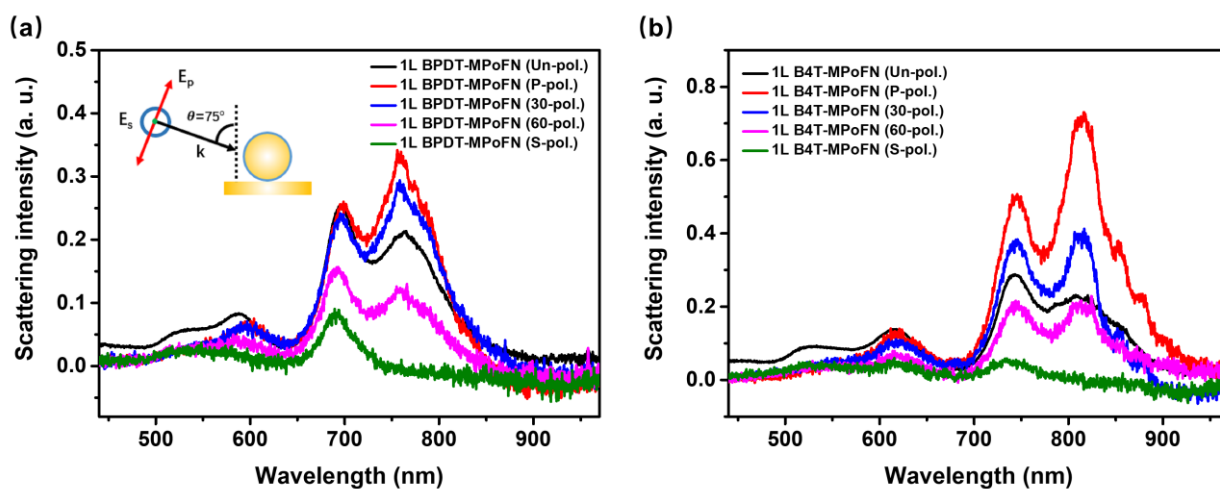 (a)
Scattering intensity (a. u.)
0.5
0.4
0.3
0.2
0.1
0.0
500 600 700 800 900
Wavelength (nm)
Ep
Es
θ=75°
k
1L BPDT-MPoFN (Un-pol.)
1L BPDT-MPoFN (P-pol.)
1L BPDT-MPoFN (30-pol.)
1L BPDT-MPoFN (60-pol.)
1L BPDT-MPoFN (S-pol.)
(b)
Scattering intensity (a. u.)
0.8
0.6
0.4
0.2
0.0
500 600 700 800 900
Wavelength (nm)
1L B4T-MPoFN (Un-pol.)
1L B4T-MPoFN (P-pol.)
1L B4T-MPoFN (30-pol.)
1L B4T-MPoFN (60-pol.)
1L B4T-MPoFN (S-pol.)